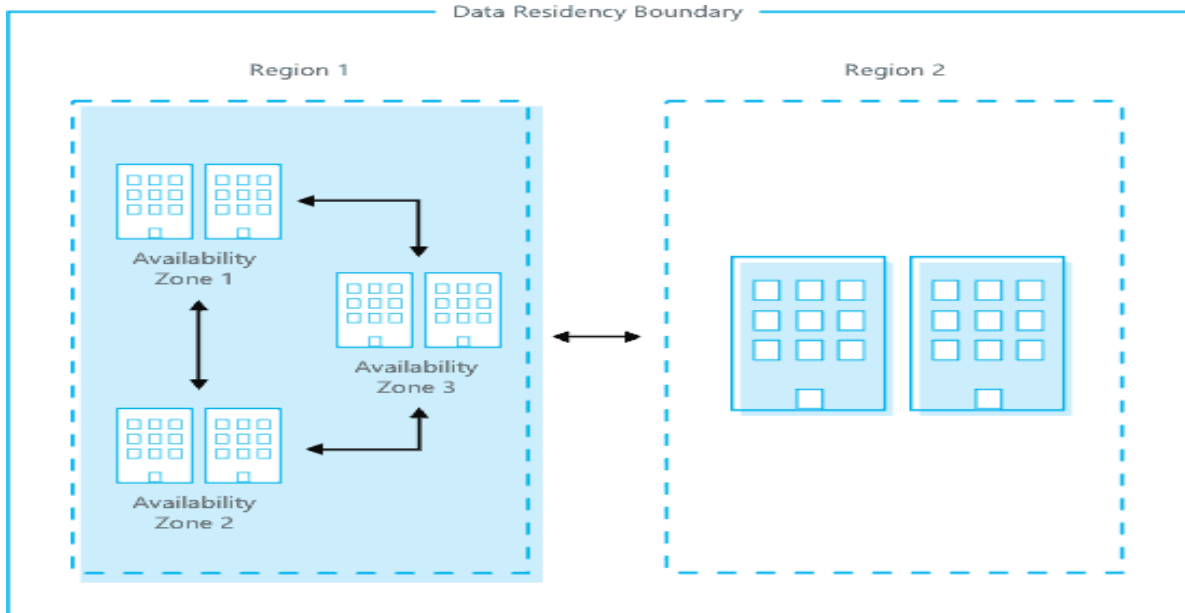 Data Residency Boundary
Region 1
Region 2
Availability
Zone 1
Availability
Zone 3
Availability
Zone 2